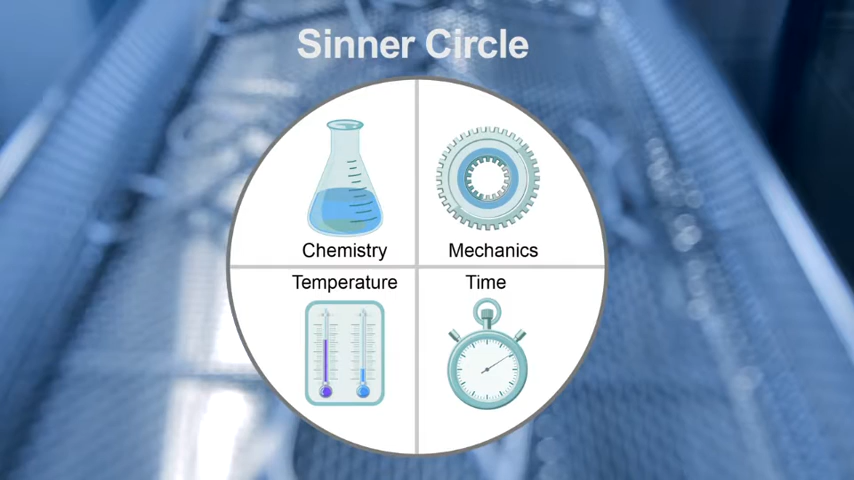 Sinner Circle
Chemistry
Mechanics
Temperature
Time